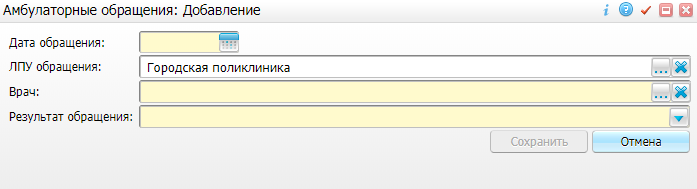 Амбулаторные обращения: Добавление
Дата обращения:
ЛПУ обращения: Городская поликлиника ...
Врач: ...
Результат обращения:
Сохранить Отмена